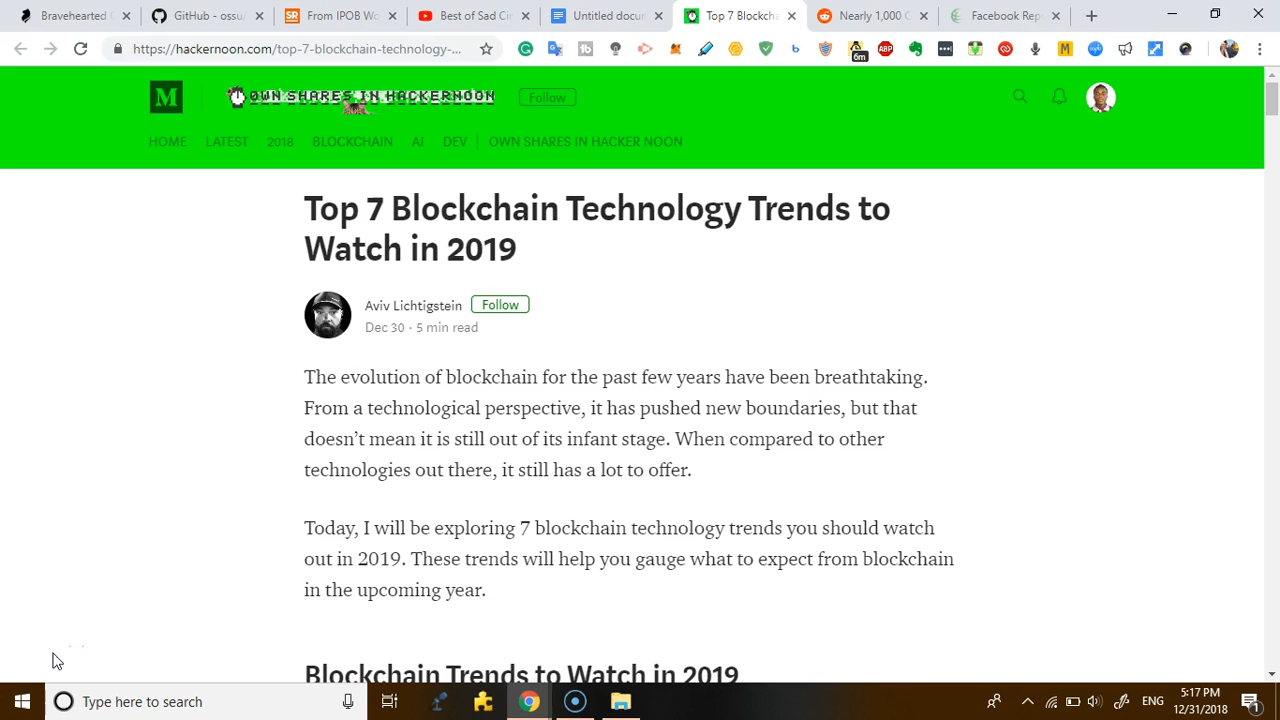 Bravehearted C
GitHub - ossu
From IPOB Wo
Best of Sad Ci
Untitled docu
Top 7 Blockcha
Nearly 1,000 C
Facebook Rep
https://hackernoon.com/top-7-blockchain-technology-...
6m
ABP
M
OWN SHARES IN HACKERNOON
Follow
HOME LATEST 2018 BLOCKCHAIN AI DEV OWN SHARES IN HACKER NOON
Top 7 Blockchain Technology Trends to
Watch in 2019
Aviv Lichtigstein Follow
Dec 30 · 5 min read
The evolution of blockchain for the past few years have been breathtaking.
From a technological perspective, it has pushed new boundaries, but that
doesn’t mean it is still out of its infant stage. When compared to other
technologies out there, it still has a lot to offer.
Today, I will be exploring 7 blockchain technology trends you should watch
out in 2019. These trends will help you gauge what to expect from blockchain
in the upcoming year.
Blockchain Trends to Watch in 2019
Type here to search
ENG
5:17 PM
12/31/2018
1